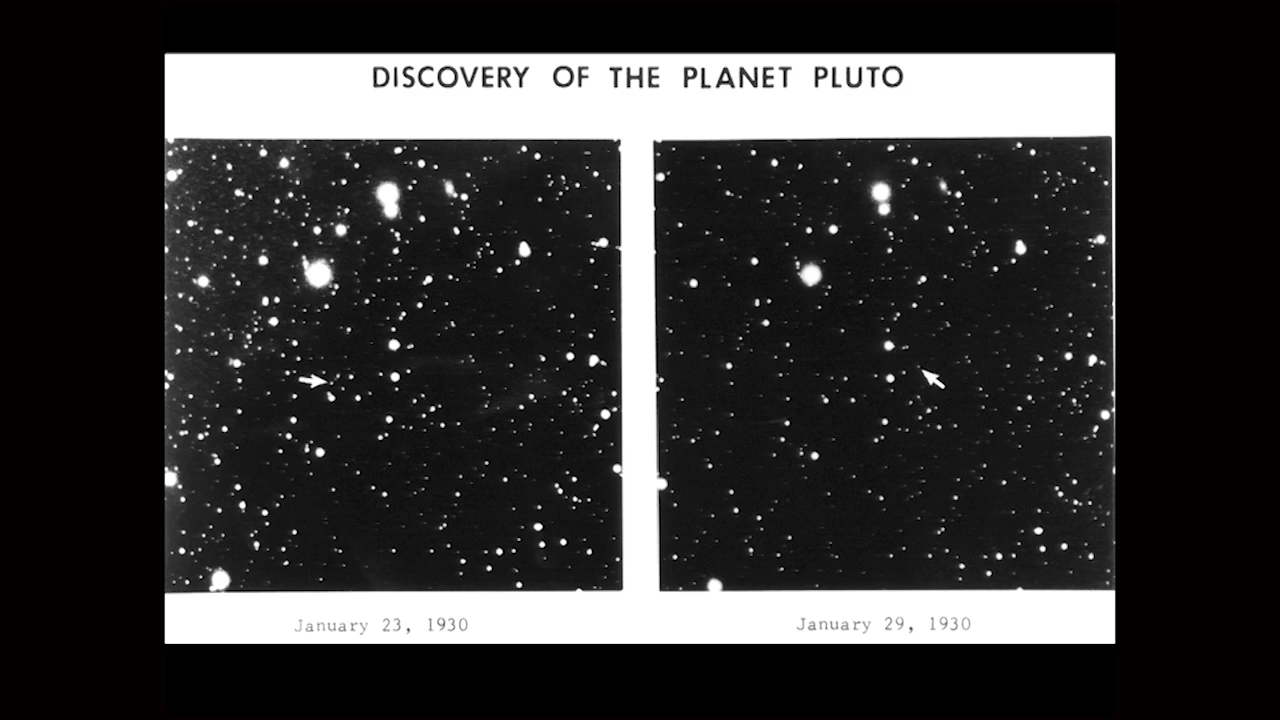 DISCOVERY OF THE PLANET PLUTO
January 23, 1930
January 29, 1930